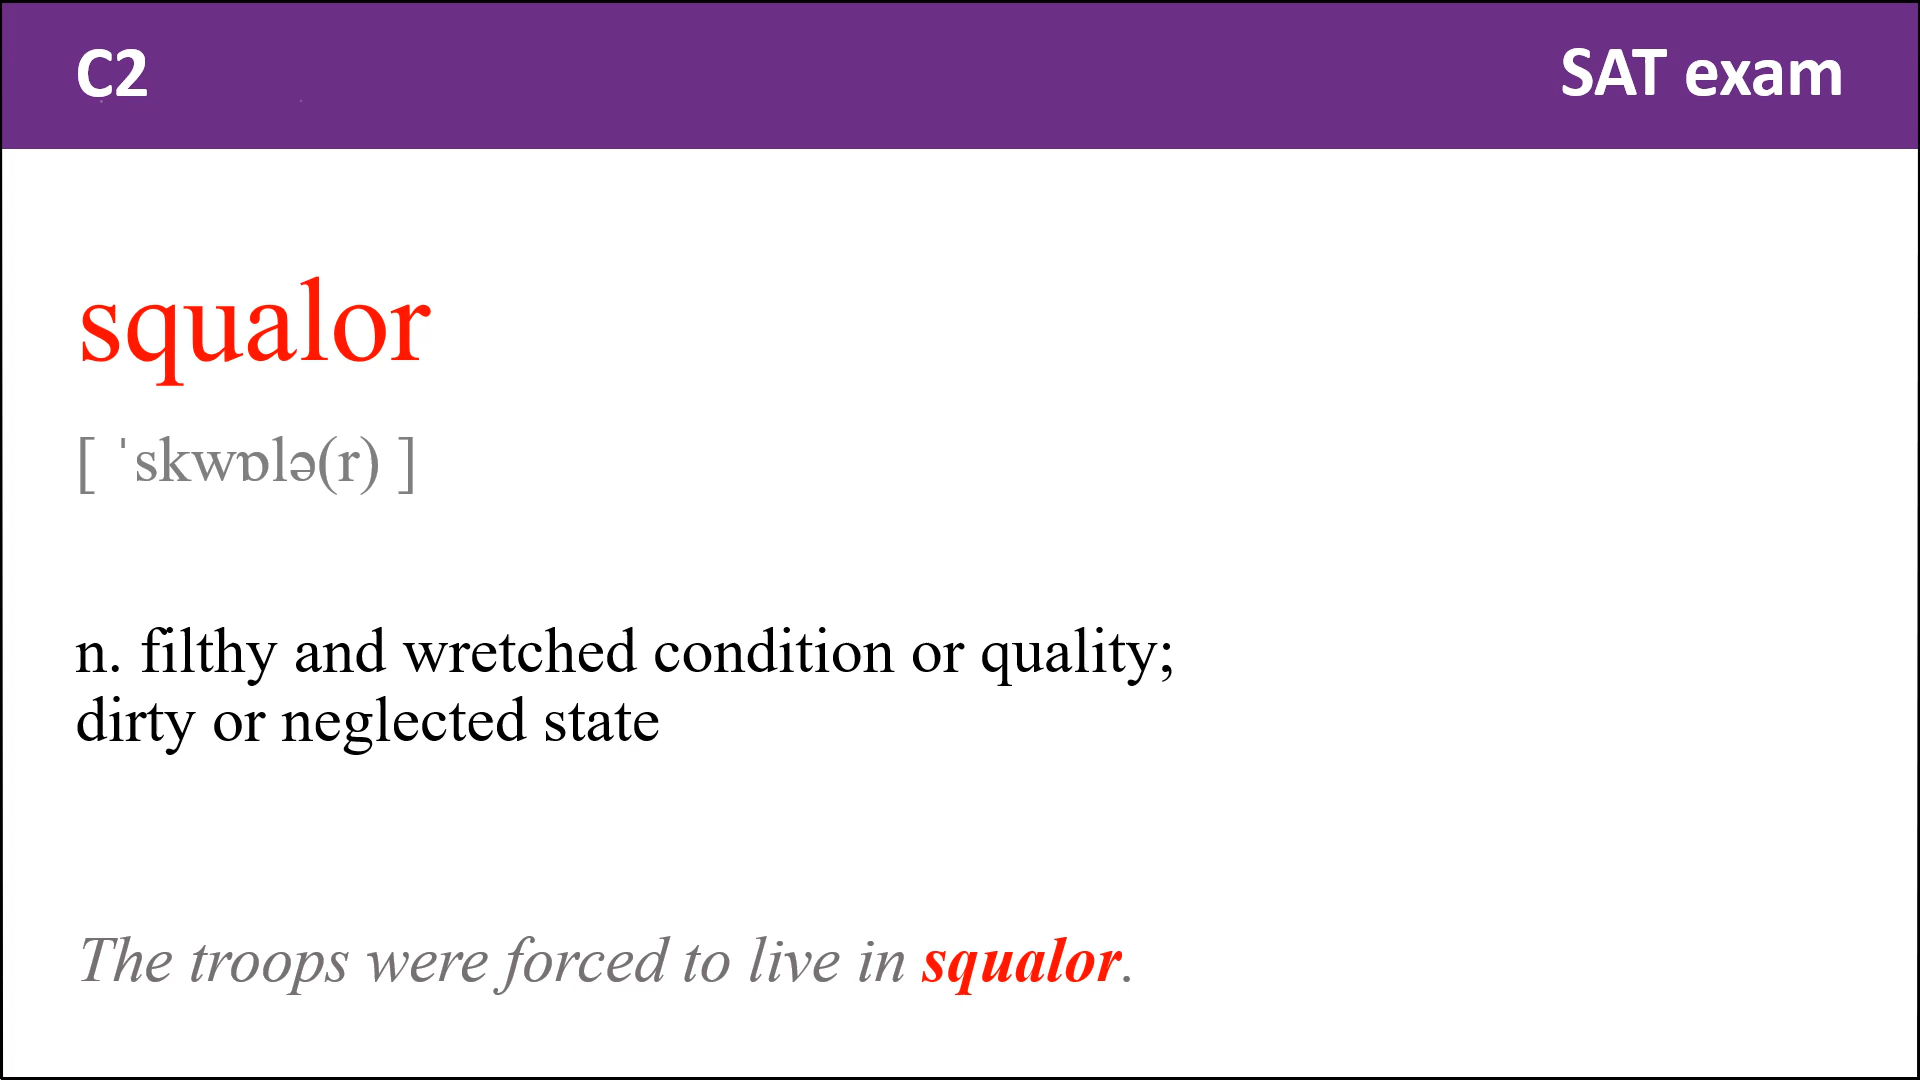 C2 SAT exam
squalor
[ ˈskwɒlə(r) ]
n. filthy and wretched condition or quality;
dirty or neglected state
The troops were forced to live in squalor.